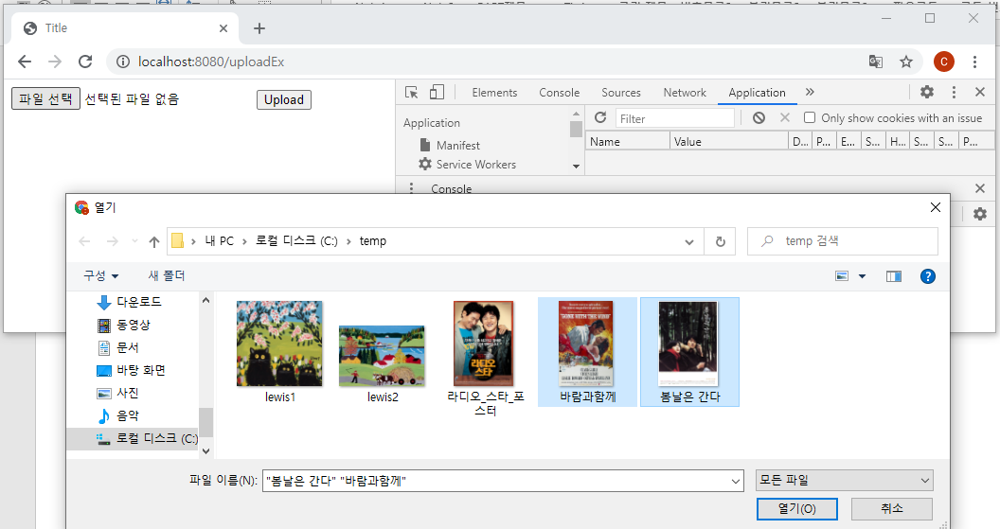 Title
localhost:8080/uploadEx
C
파일 선택 선택된 파일 없음 Upload
Elements Console Sources Network Application
Application
Manifest
Service Workers
Filter
Only show cookies with an issue
Name Value D... P... E... S... H... S... S... P...
Console
열기
내 PC 로컬 디스크 (C:) temp
temp 검색
구성 새 폴더
다운로드
동영상
문서
바탕 화면
사진
음악
로컬 디스크 (C:)
lewis1 lewis2 라디오_스타_포스터 바람과함께 봄날은 간다
파일 이름(N): "봄날은 간다" "바람과함께" 모든 파일
열기(O) 취소